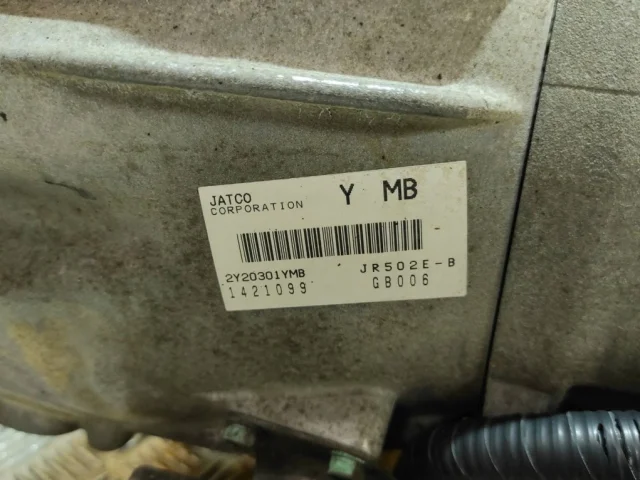 JATCO
CORPORATION
Y MB
2Y20301YMB
JR502E-B
1421099
GB006